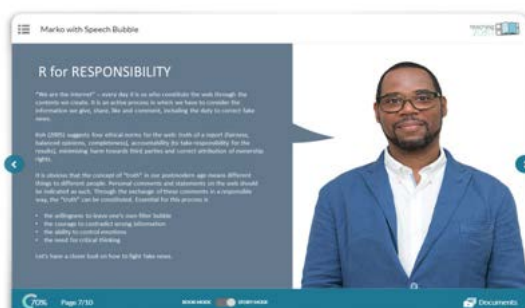 Marko with Speech Bubble
TEACHING
R for RESPONSIBILITY
"We are the internet" – every day it is us who constitute the web through the
contents we create. It is an active process in where we have to consider the
information we give, share, like and comment, including the duty to correct fake
news.
(2005) suggests four ethical norms for the web: truth of a report (fairness,
balanced opinions, completeness), accountability (to take responsibility for the
results), minimising harm towards third parties and correct attribution of ownership
rights.
It is obvious that the concept of "truth" in our postmodern age means different
things to different people. Personal comments and statements on the web should
be indicated as such. Through the exchange of these comments in a responsible
way, the "truth" can be constituted. Essential for this process is
• the willingness to leave one's own filter bubble
• the courage to contradict wrong information
• the ability to control emotions
• the need for critical thinking.
Let's have a closer look on how to fight fake news.
70%
Page 7/10
BOOK MODE
STORY MODE
Documents